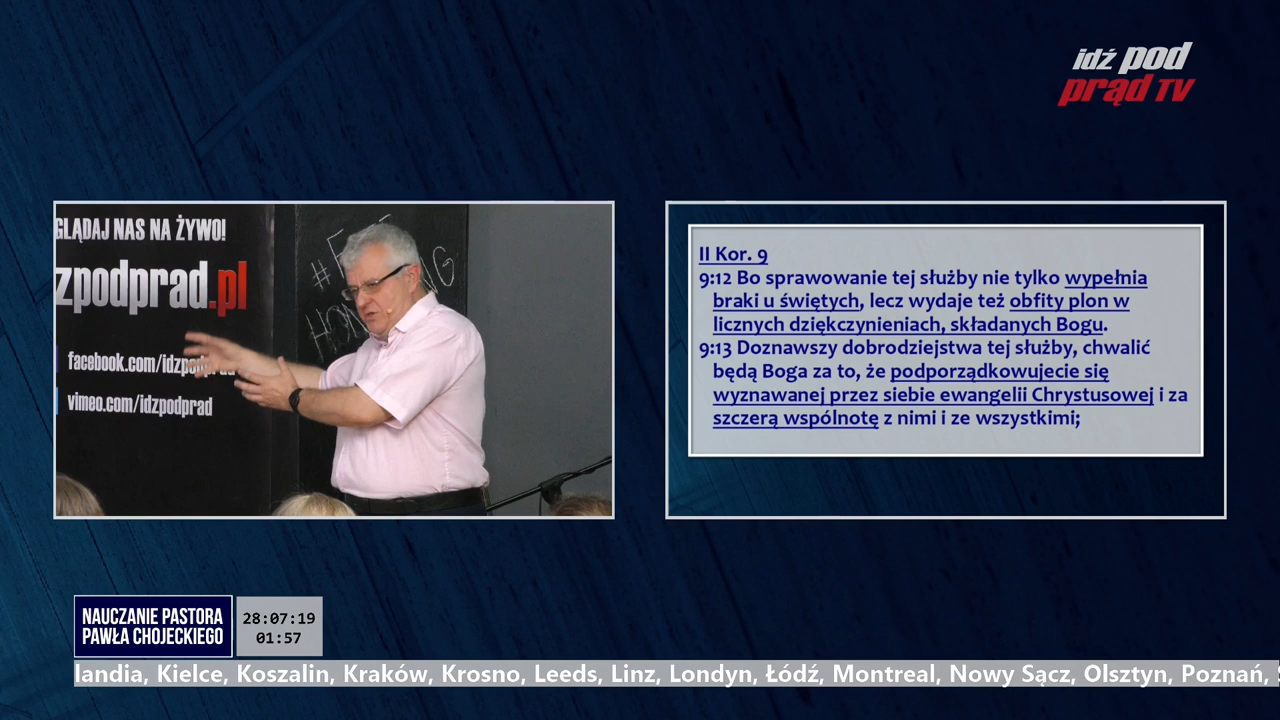 idź pod
prąd TV
GLĄDAJ NAS NA ŻYWO!
zpodprad.pl
facebook.com/idzpodprad
vimeo.com/idzpodprad
II Kor. 9
9:12 Bo sprawowanie tej służby nie tylko wypełnia
braki u świętych, lecz wydaje też obfity plon w
licznych dziękczynieniach, składanych Bogu.
9:13 Doznawszy dobrodziejstwa tej służby, chwalić
będą Boga za to, że podporządkowujecie się
wyznawanej przez siebie ewangelii Chrystusowej i za
szczerą wspólnotę z nimi i ze wszystkimi;
NAUCZANIE PASTORA
PAWŁA CHOJECKIEGO
28:07:19
01:57
landia, Kielce, Koszalin, Kraków, Krosno, Leeds, Linz, Londyn, Łódź, Montreal, Nowy Sącz, Olsztyn, Poznań,